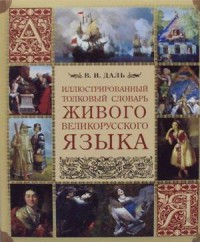 В. И. ДАЛЬ
ИЛЛЮСТРИРОВАННЫЙ
ТОЛКОВЫЙ СЛОВАРЬ
ЖИВОГО
ВЕЛИКОРУССКОГО
ЯЗЫКА
А
Д